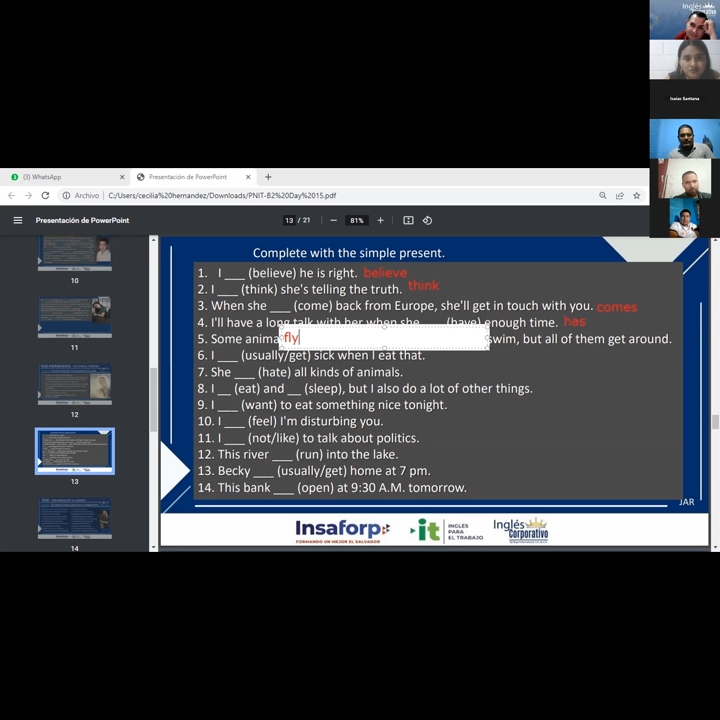 Inglés
Isaias Santana
(3) WhatsApp
Presentación de PowerPoint
Archivo
C:/Users/cecilia%20hernandez/Downloads/PNIT-B2%20Day%2015.pdf
Presentación de PowerPoint
13 / 21
81%
Complete with the simple present.
1. I ___ (believe) he is right. believe
2. I ___ (think) she's telling the truth. think
3. When she ___ (come) back from Europe, she'll get in touch with you. comes
4. I'll have a long talk with her when she ___ (have) enough time. has
5. Some anima fly swim, but all of them get around.
6. I ___ (usually/get) sick when I eat that.
7. She ___ (hate) all kinds of animals.
8. I __ (eat) and __ (sleep), but I also do a lot of other things.
9. I ___ (want) to eat something nice tonight.
10. I ___ (feel) I'm disturbing you.
11. I ___ (not/like) to talk about politics.
12. This river ___ (run) into the lake.
13. Becky ___ (usually/get) home at 7 pm.
14. This bank ___ (open) at 9:30 A.M. tomorrow.
JAR
10
11
12
13
14
Insaforp
FORMANDO UN MEJOR EL SALVADOR
it
INGLÉS
PARA
EL TRABAJO
Inglés
Corporativo